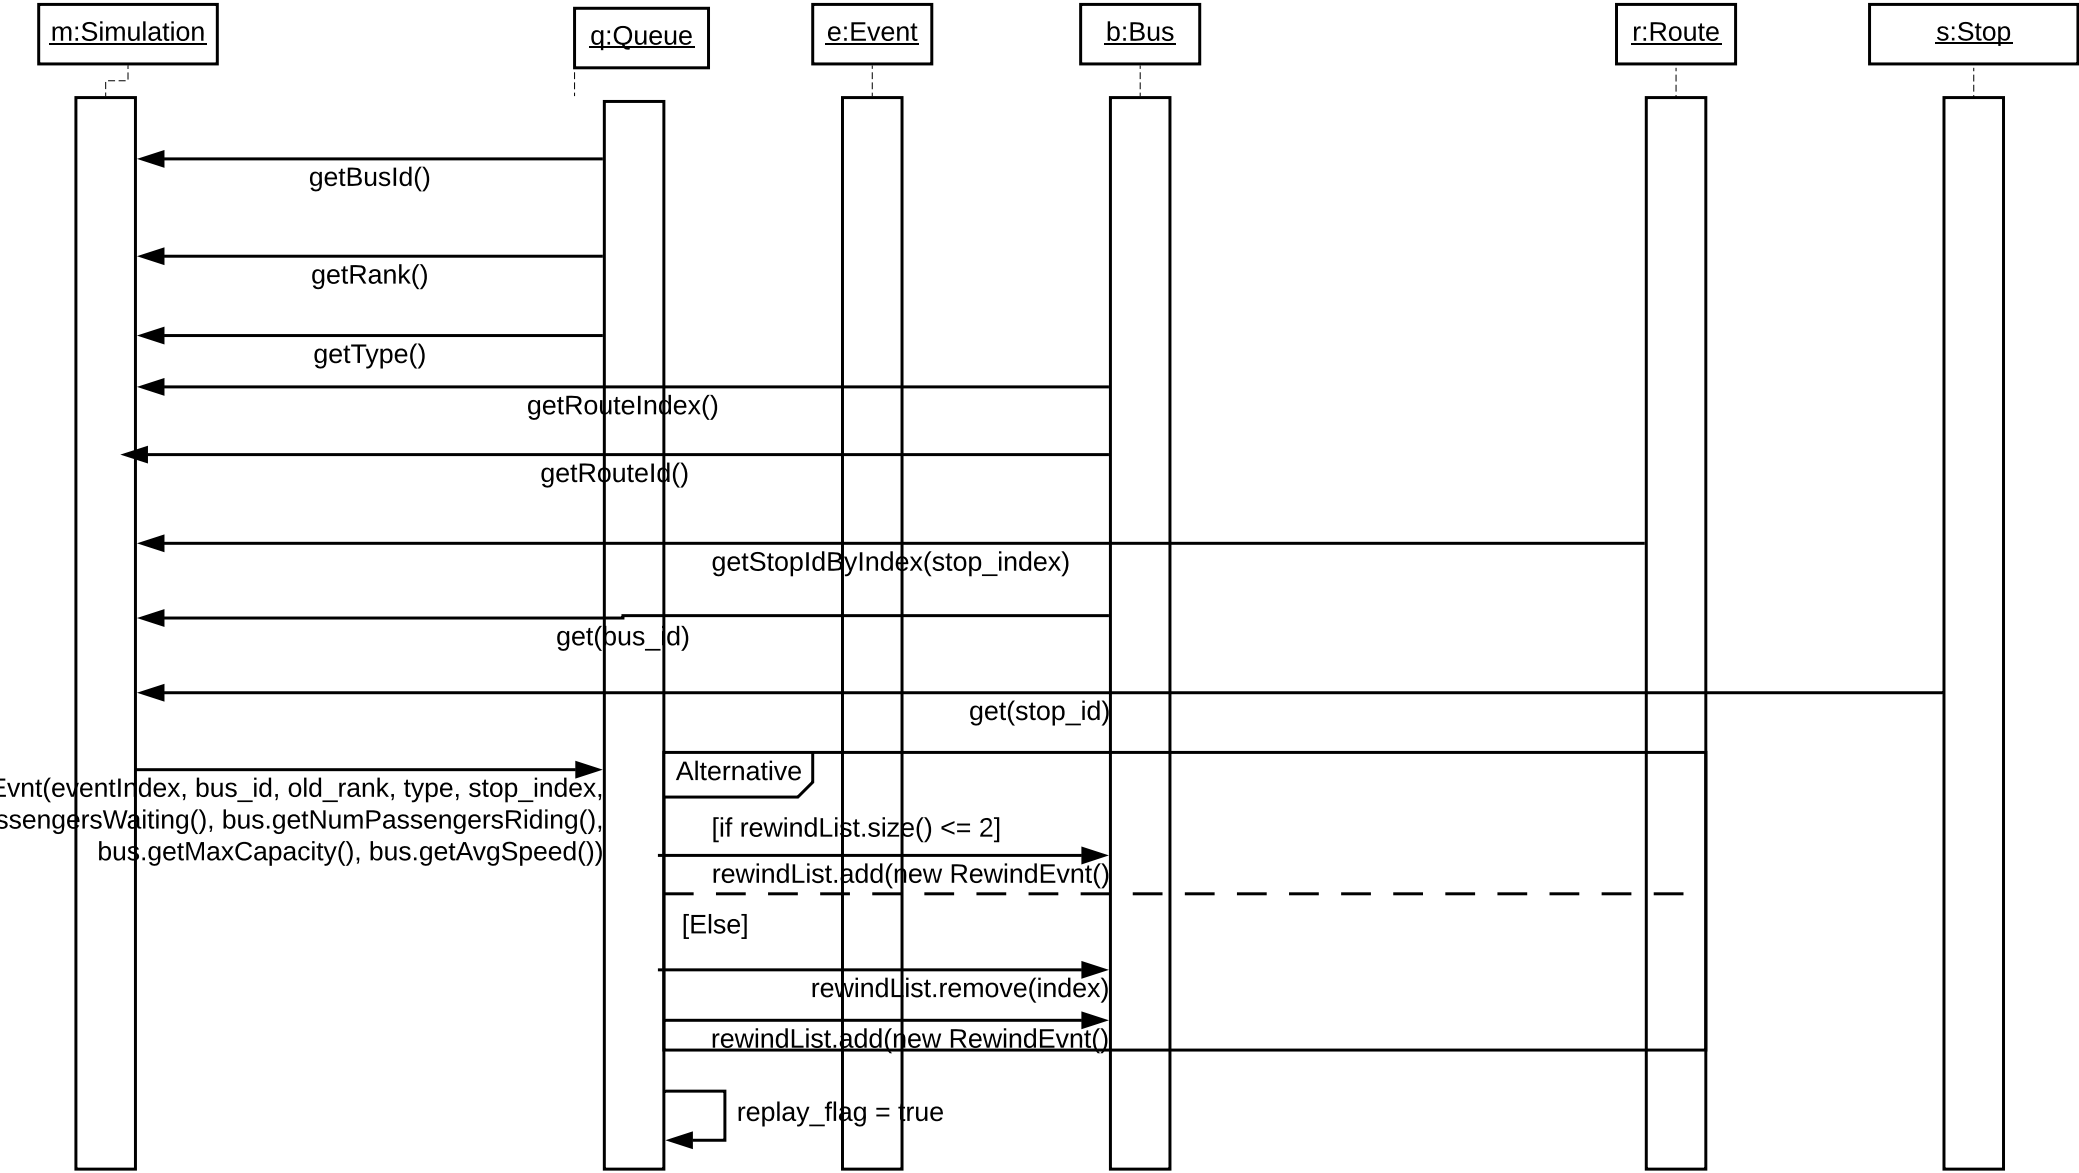 m:Simulation
q:Queue
e:Event
b:Bus
r:Route
s:Stop
getBusId()
getRank()
getType()
getRouteIndex()
getRouteId()
getStopIdByIndex(stop_index)
get(bus_id)
get(stop_id)
Evnt(eventIndex, bus_id, old_rank, type, stop_index,
ssengersWaiting(), bus.getNumPassengersRiding(),
bus.getMaxCapacity(), bus.getAvgSpeed())
Alternative
[if rewindList.size() <= 2]
rewindList.add(new RewindEvnt()
[Else]
rewindList.remove(index)
rewindList.add(new RewindEvnt()
replay_flag = true